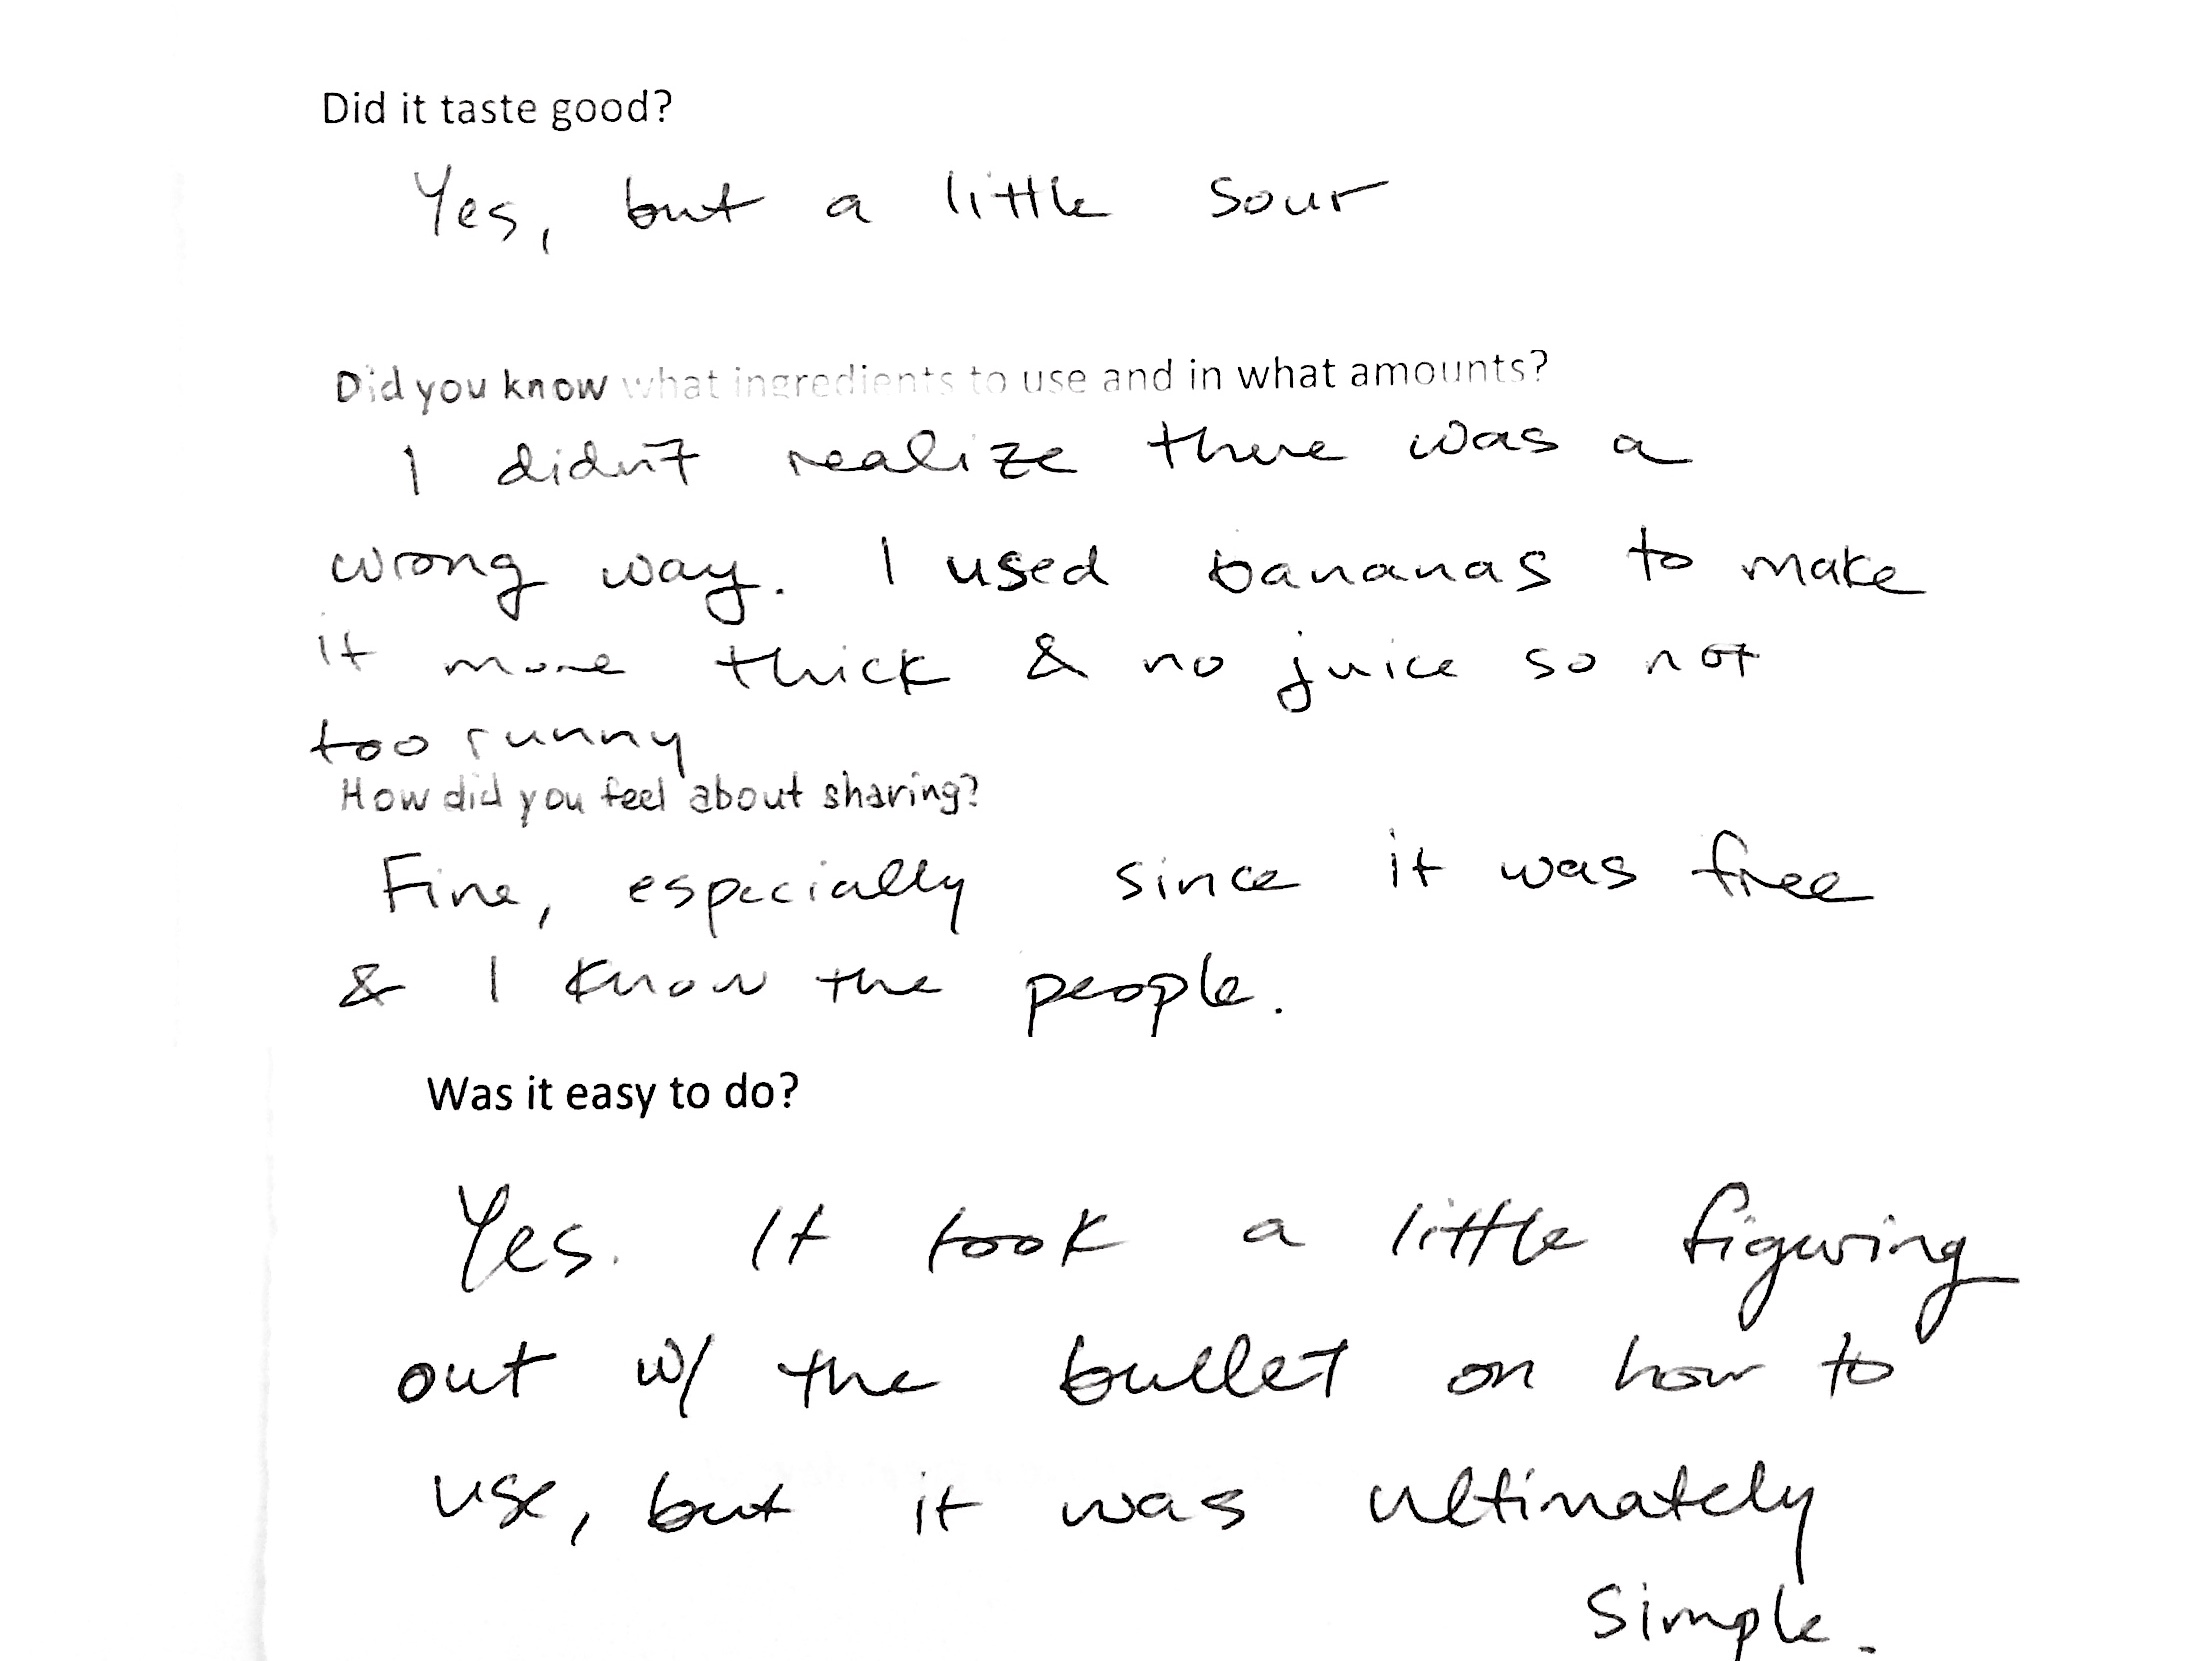 Did it taste good?
Yes, but a little sour
Did you know what ingredients to use and in what amounts?
I didn't realize there was a
wrong way. I used bananas to make
it more thick & no juice so not
too runny
How did you feel about sharing?
Fine, especially since it was free
& I know the people.
Was it easy to do?
Yes. It took a little figuring
out w/ the bullet on how to
use, but it was ultimately
simple.